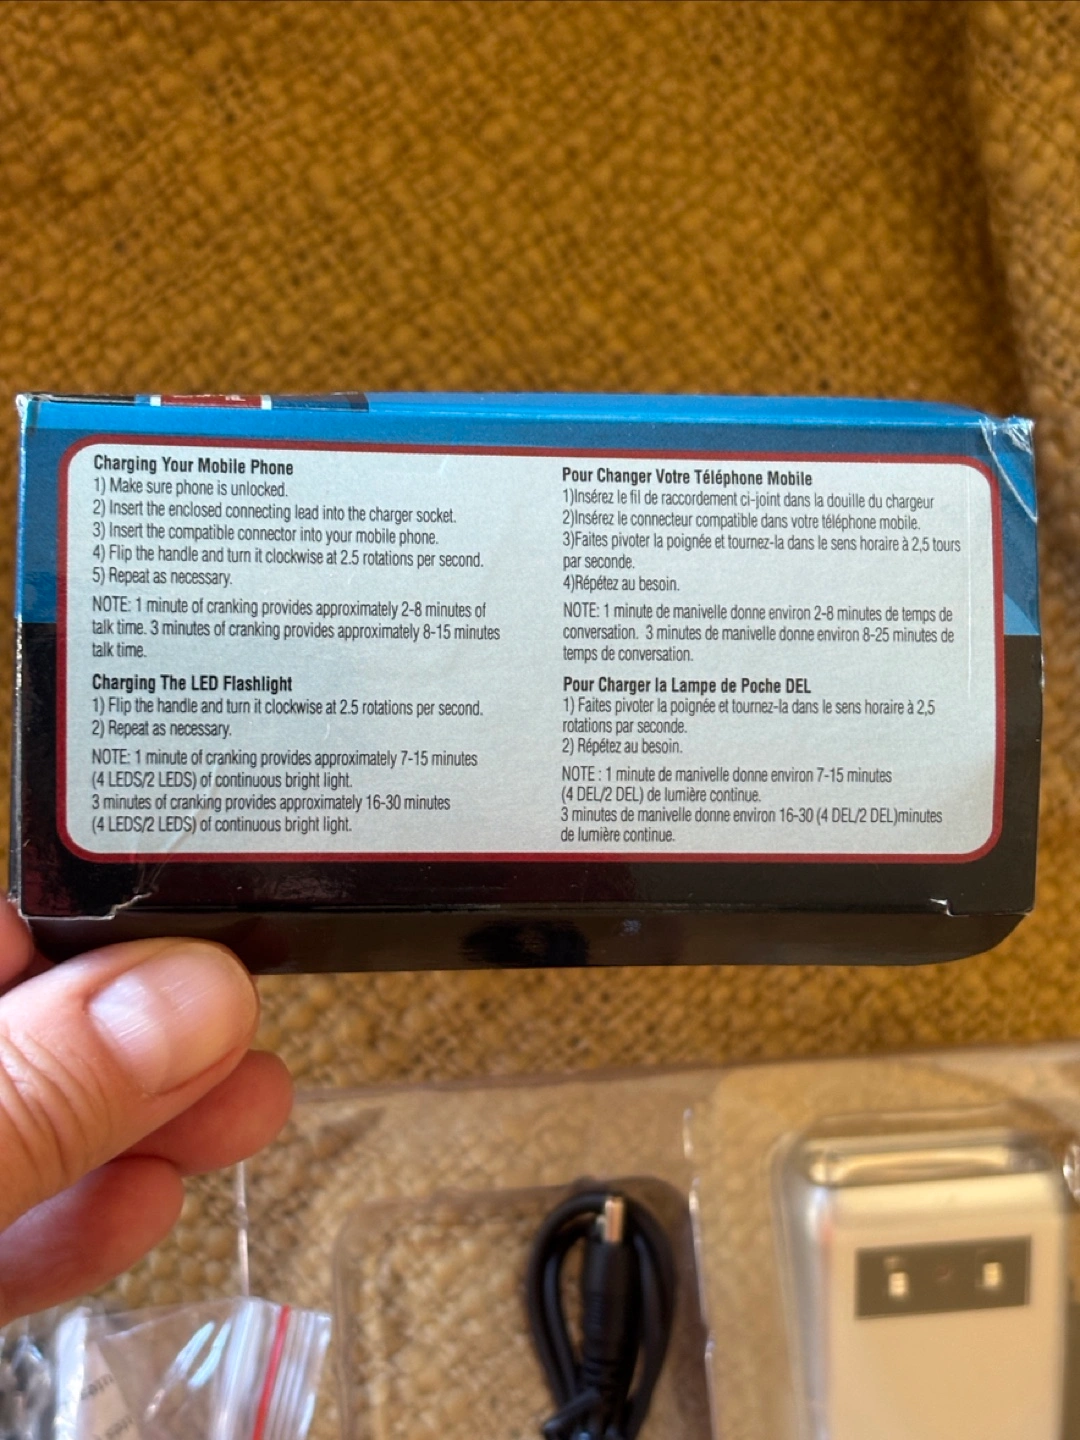 Charging Your Mobile Phone
1) Make sure phone is unlocked.
2) Insert the enclosed connecting lead into the charger socket.
3) Insert the compatible connector into your mobile phone.
4) Flip the handle and turn it clockwise at 2.5 rotations per second.
5) Repeat as necessary.
NOTE: 1 minute of cranking provides approximately 2-8 minutes of
talk time. 3 minutes of cranking provides approximately 8-15 minutes
talk time.
Charging The LED Flashlight
1) Flip the handle and turn it clockwise at 2.5 rotations per second.
2) Repeat as necessary.
NOTE: 1 minute of cranking provides approximately 7-15 minutes
(4 LEDS/2 LEDS) of continuous bright light.
3 minutes of cranking provides approximately 16-30 minutes
(4 LEDS/2 LEDS) of continuous bright light.
Pour Changer Votre Téléphone Mobile
1)Insérez le fil de raccordement ci-joint dans la douille du chargeur
2)Insérez le connecteur compatible dans votre téléphone mobile.
3)Faites pivoter la poignée et tournez-la dans le sens horaire à 2,5 tours
par seconde.
4)Répétez au besoin.
NOTE: 1 minute de manivelle donne environ 2-8 minutes de temps de
conversation. 3 minutes de manivelle donne environ 8-25 minutes de
temps de conversation.
Pour Charger la Lampe de Poche DEL
1) Faites pivoter la poignée et tournez-la dans le sens horaire à 2,5
rotations par seconde.
2) Répétez au besoin.
NOTE : 1 minute de manivelle donne environ 7-15 minutes
(4 DEL/2 DEL) de lumière continue.
3 minutes de manivelle donne environ 16-30 (4 DEL/2 DEL)minutes
de lumière continue.